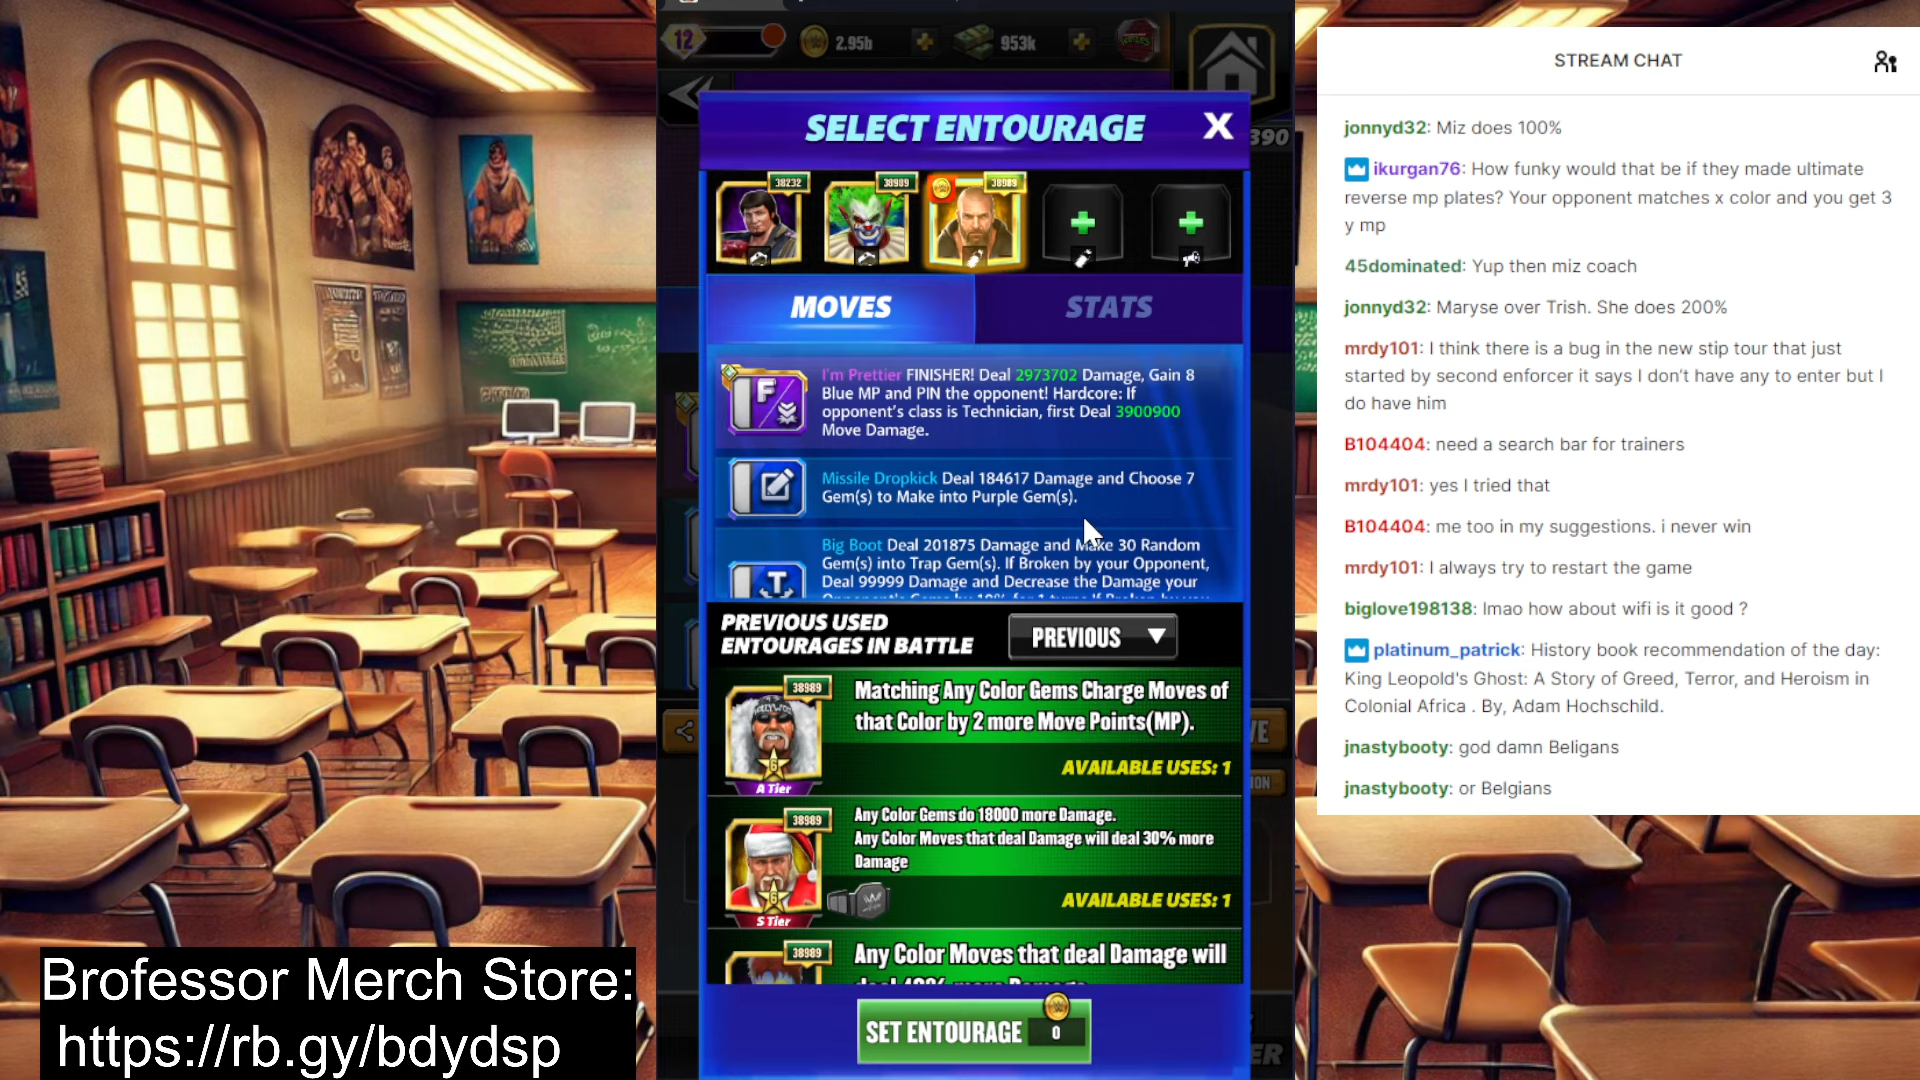 12
2.95b
953k
390
SELECT ENTOURAGE
X
38232
38989
38989
MOVES
STATS
I'm Prettier FINISHER! Deal 2973702 Damage, Gain 8
Blue MP and PIN the opponent! Hardcore: If
opponent's class is Technician, first Deal 3900900
Move Damage.
F
Missile Dropkick Deal 184617 Damage and Choose 7
Gem(s) to Make into Purple Gem(s).
Big Boot Deal 201875 Damage and Make 30 Random
Gem(s) into Trap Gem(s). If Broken by your Opponent,
Deal 99999 Damage and Decrease the Damage your
T
PREVIOUS USED
ENTOURAGES IN BATTLE
PREVIOUS
38989
Matching Any Color Gems Charge Moves of
that Color by 2 more Move Points(MP).
6
A Tier
AVAILABLE USES: 1
38989
Any Color Gems do 18000 more Damage.
Any Color Moves that deal Damage will deal 30% more
Damage
6
S Tier
AVAILABLE USES: 1
38989
Any Color Moves that deal Damage will
SET ENTOURAGE
0
Brofessor Merch Store:
https://rb.gy/bdydsp
STREAM CHAT
jonnyd32: Miz does 100%
ikurgan76: How funky would that be if they made ultimate
reverse mp plates? Your opponent matches x color and you get 3
y mp
45dominated: Yup then miz coach
jonnyd32: Maryse over Trish. She does 200%
mrdy101: I think there is a bug in the new stip tour that just
started by second enforcer it says I don't have any to enter but I
do have him
B104404: need a search bar for trainers
mrdy101: yes I tried that
B104404: me too in my suggestions. i never win
mrdy101: I always try to restart the game
biglove198138: lmao how about wifi is it good ?
platinum_patrick: History book recommendation of the day:
King Leopold's Ghost: A Story of Greed, Terror, and Heroism in
Colonial Africa . By, Adam Hochschild.
jnastybooty: god damn Beligans
jnastybooty: or Belgians